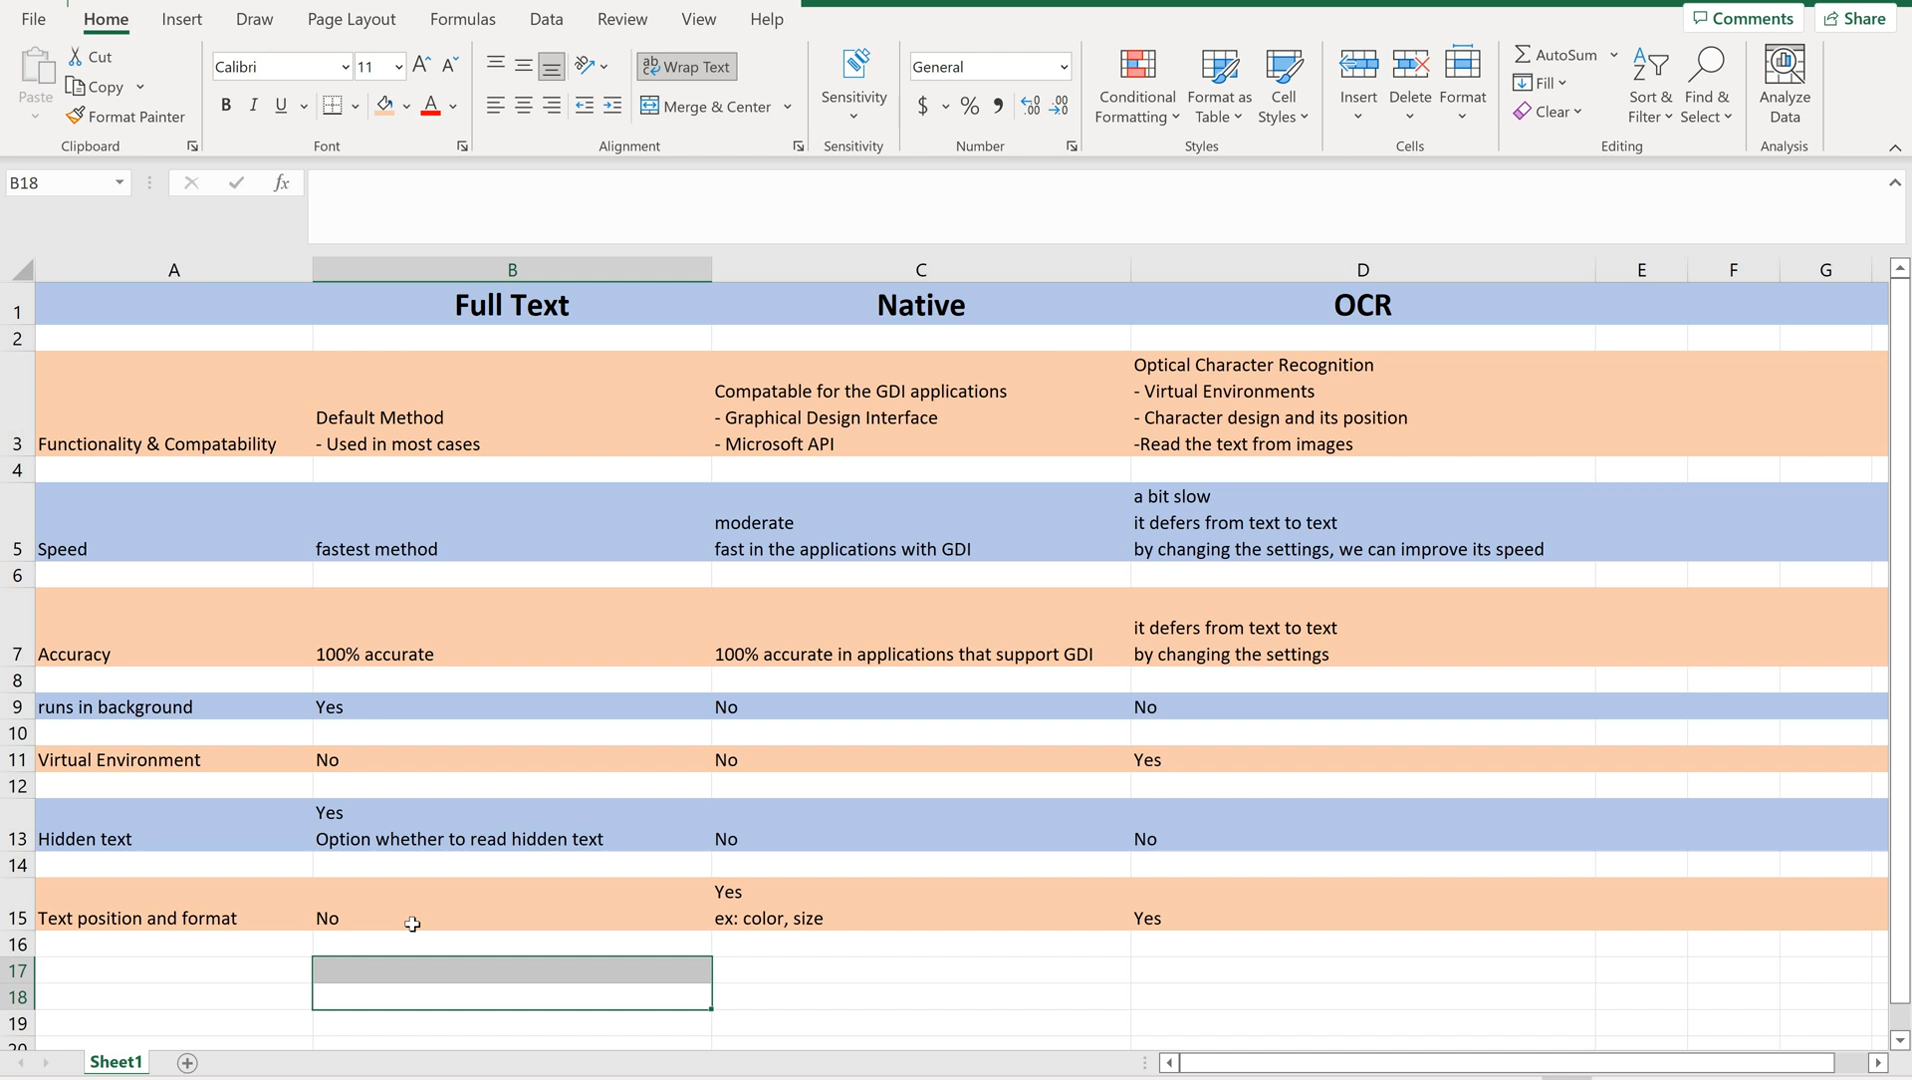 File Home Insert Draw Page Layout Formulas Data Review View Help Comments Share
Paste
Cut
Copy
Format Painter
Clipboard
Calibri 11 A A
B I U A
Font
ab Wrap Text
Merge & Center
Alignment
Sensitivity
Sensitivity
General
$ % 9 .00 .00
Number
Conditional
Formatting
Format as
Table
Cell
Styles
Styles
Insert Delete Format
Cells
AutoSum
Fill
Clear
Sort &
Filter
Find &
Select
Editing
Analyze
Data
Analysis
B18 fx
A B C D E F G
1 Full Text Native OCR
2
3 Functionality & Compatability
Default Method
- Used in most cases
Compatable for the GDI applications
- Graphical Design Interface
- Microsoft API
Optical Character Recognition
- Virtual Environments
- Character design and its position
-Read the text from images
4
5 Speed
fastest method
moderate
fast in the applications with GDI
a bit slow
it defers from text to text
by changing the settings, we can improve its speed
6
7 Accuracy
100% accurate
100% accurate in applications that support GDI
it defers from text to text
by changing the settings
8
9 runs in background Yes No No
10
11 Virtual Environment No No Yes
12
13 Hidden text
Yes
Option whether to read hidden text
No
No
14
15 Text position and format
No
Yes
ex: color, size
Yes
16
17
18
19
20
Sheet1